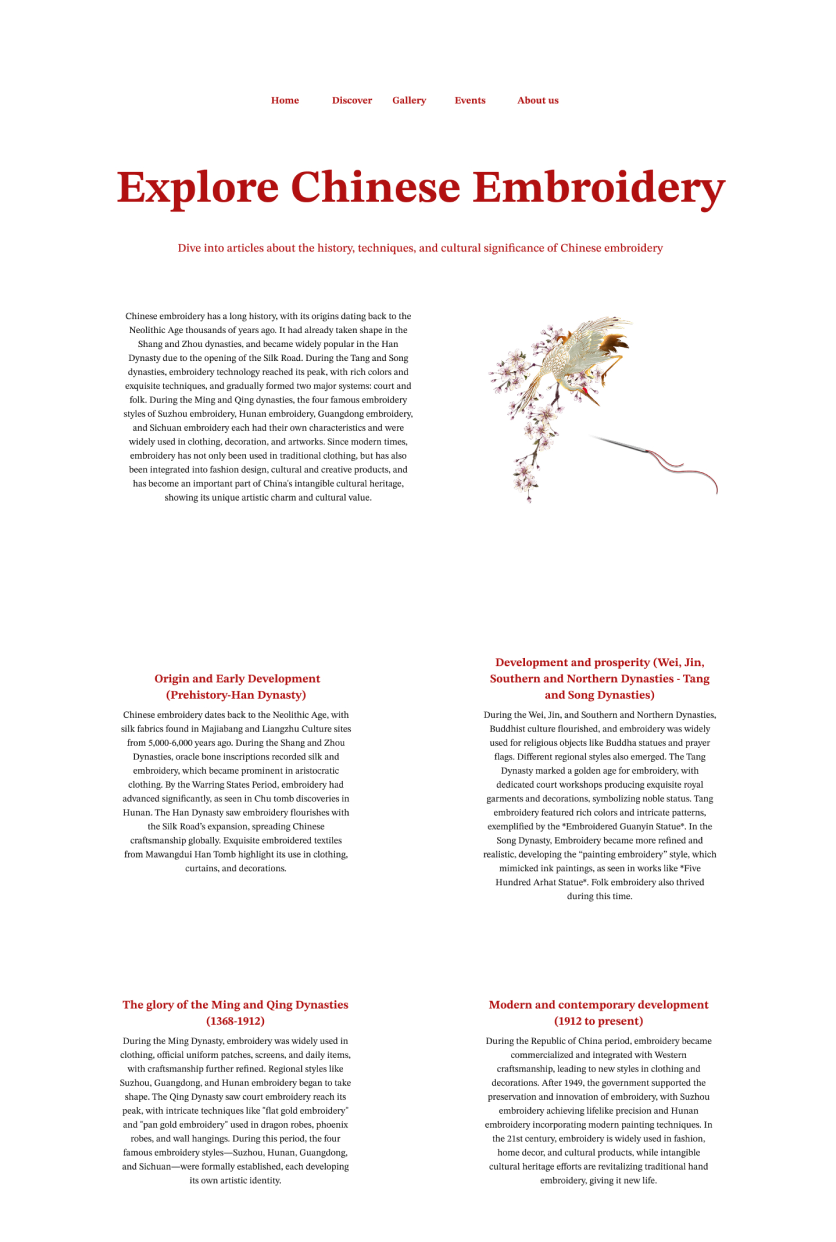 Home Discover Gallery Events About us
Explore Chinese Embroidery
Dive into articles about the history, techniques, and cultural significance of Chinese embroidery
Chinese embroidery has a long history, with its origins dating back to the
Neolithic Age thousands of years ago. It had already taken shape in the
Shang and Zhou dynasties, and became widely popular in the Han
Dynasty due to the opening of the Silk Road. During the Tang and Song
dynasties, embroidery technology reached its peak, with rich colors and
exquisite techniques, and gradually formed two major systems: court and
folk. During the Ming and Qing dynasties, the four famous embroidery
styles of Suzhou embroidery, Hunan embroidery, Guangdong embroidery,
and Sichuan embroidery each had their own characteristics and were
widely used in clothing, decoration, and artworks. Since modern times,
embroidery has not only been used in traditional clothing, but has also
been integrated into fashion design, cultural and creative products, and
has become an important part of China's intangible cultural heritage,
showing its unique artistic charm and cultural value.
Origin and Early Development
(Prehistory-Han Dynasty)
Chinese embroidery dates back to the Neolithic Age, with
silk fabrics found in Majiabang and Liangzhu Culture sites
from 5,000-6,000 years ago. During the Shang and Zhou
Dynasties, oracle bone inscriptions recorded silk and
embroidery, which became prominent in aristocratic
clothing. By the Warring States Period, embroidery had
advanced significantly, as seen in Chu tomb discoveries in
Hunan. The Han Dynasty saw embroidery flourishes with
the Silk Road's expansion, spreading Chinese
craftsmanship globally. Exquisite embroidered textiles
from Mawangdui Han Tomb highlight its use in clothing,
curtains, and decorations.
Development and prosperity (Wei, Jin,
Southern and Northern Dynasties - Tang
and Song Dynasties)
During the Wei, Jin, and Southern and Northern Dynasties,
Buddhist culture flourished, and embroidery was widely
used for religious objects like Buddha statues and prayer
flags. Different regional styles also emerged. The Tang
Dynasty marked a golden age for embroidery, with
dedicated court workshops producing exquisite royal
garments and decorations, symbolizing noble status. Tang
embroidery featured rich colors and intricate patterns,
exemplified by the *Embroidered Guanyin Statue*. In the
Song Dynasty, Embroidery became more refined and
realistic, developing the “painting embroidery” style, which
mimicked ink paintings, as seen in works like *Five
Hundred Arhat Statue*. Folk embroidery also thrived
during this time.
The glory of the Ming and Qing Dynasties
(1368-1912)
During the Ming Dynasty, embroidery was widely used in
clothing, official uniform patches, screens, and daily items,
with craftsmanship further refined. Regional styles like
Suzhou, Guangdong, and Hunan embroidery began to take
shape. The Qing Dynasty saw court embroidery reach its
peak, with intricate techniques like "flat gold embroidery"
and "pan gold embroidery" used in dragon robes, phoenix
robes, and wall hangings. During this period, the four
famous embroidery styles—Suzhou, Hunan, Guangdong,
and Sichuan—were formally established, each developing
its own artistic identity.
Modern and contemporary development
(1912 to present)
During the Republic of China period, embroidery became
commercialized and integrated with Western
craftsmanship, leading to new styles in clothing and
decorations. After 1949, the government supported the
preservation and innovation of embroidery, with Suzhou
embroidery achieving lifelike precision and Hunan
embroidery incorporating modern painting techniques. In
the 21st century, embroidery is widely used in fashion,
home decor, and cultural products, while intangible
cultural heritage efforts are revitalizing traditional hand
embroidery, giving it new life.